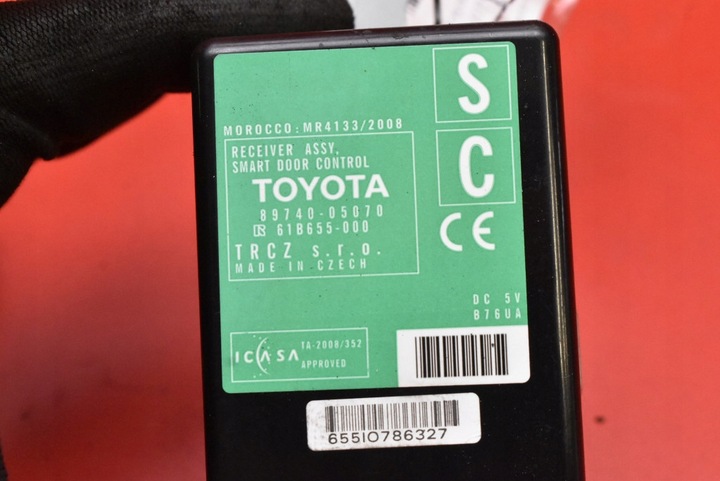 S
MOROCCO: MR4133/2008
RECEIVER ASSY,
SMART DOOR CONTROL
C
TOYOTA
89740-05070
61B655-000
CE
TRCZ s.r.o.
MADE IN CZECH
DC 5V
B76UA
ICASA
TA-2008/352
APPROVED
655I0786327